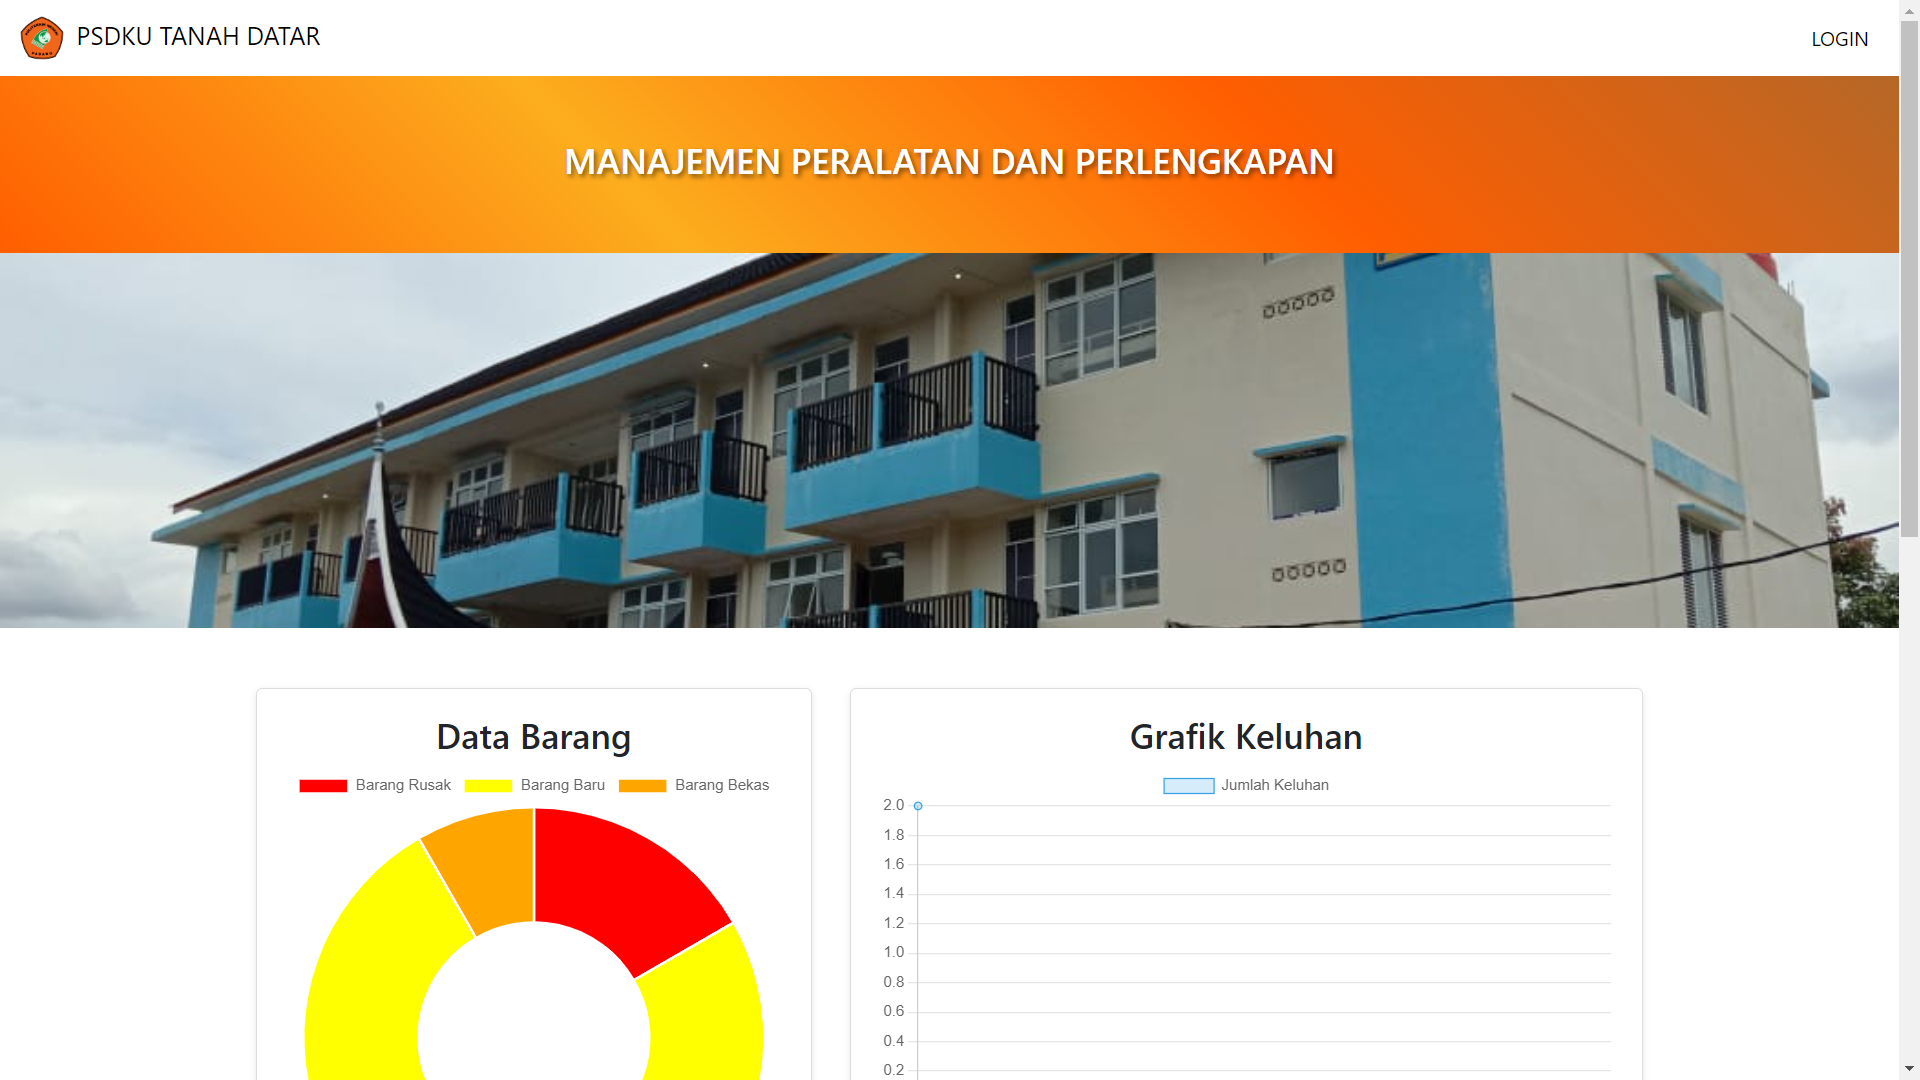 PSDKU TANAH DATAR
LOGIN
MANAJEMEN PERALATAN DAN PERLENGKAPAN
Data Barang
Barang Rusak
Barang Baru
Barang Bekas
Grafik Keluhan
Jumlah Keluhan
2.0
1.8
1.6
1.4
1.2
1.0
0.8
0.6
0.4
0.2